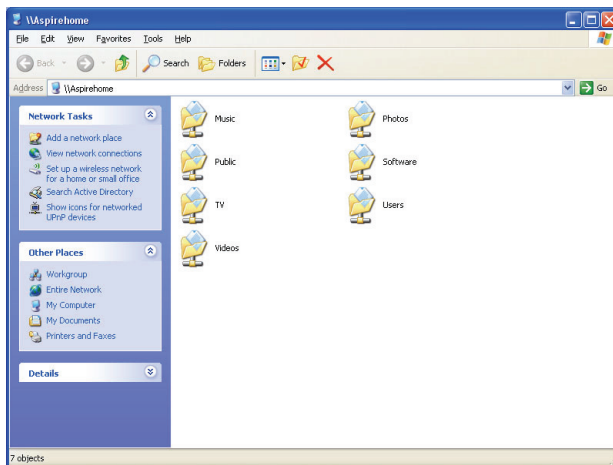 \\Aspirehome
File Edit View Favorites Tools Help
Back Search Folders
Address \\Aspirehome Go
Network Tasks
Add a network place
View network connections
Set up a wireless network
for a home or small office
Search Active Directory
Show icons for networked
UPnP devices
Other Places
Workgroup
Entire Network
My Computer
My Documents
Printers and Faxes
Details
Music Photos
Public Software
TV Users
Videos
7 objects